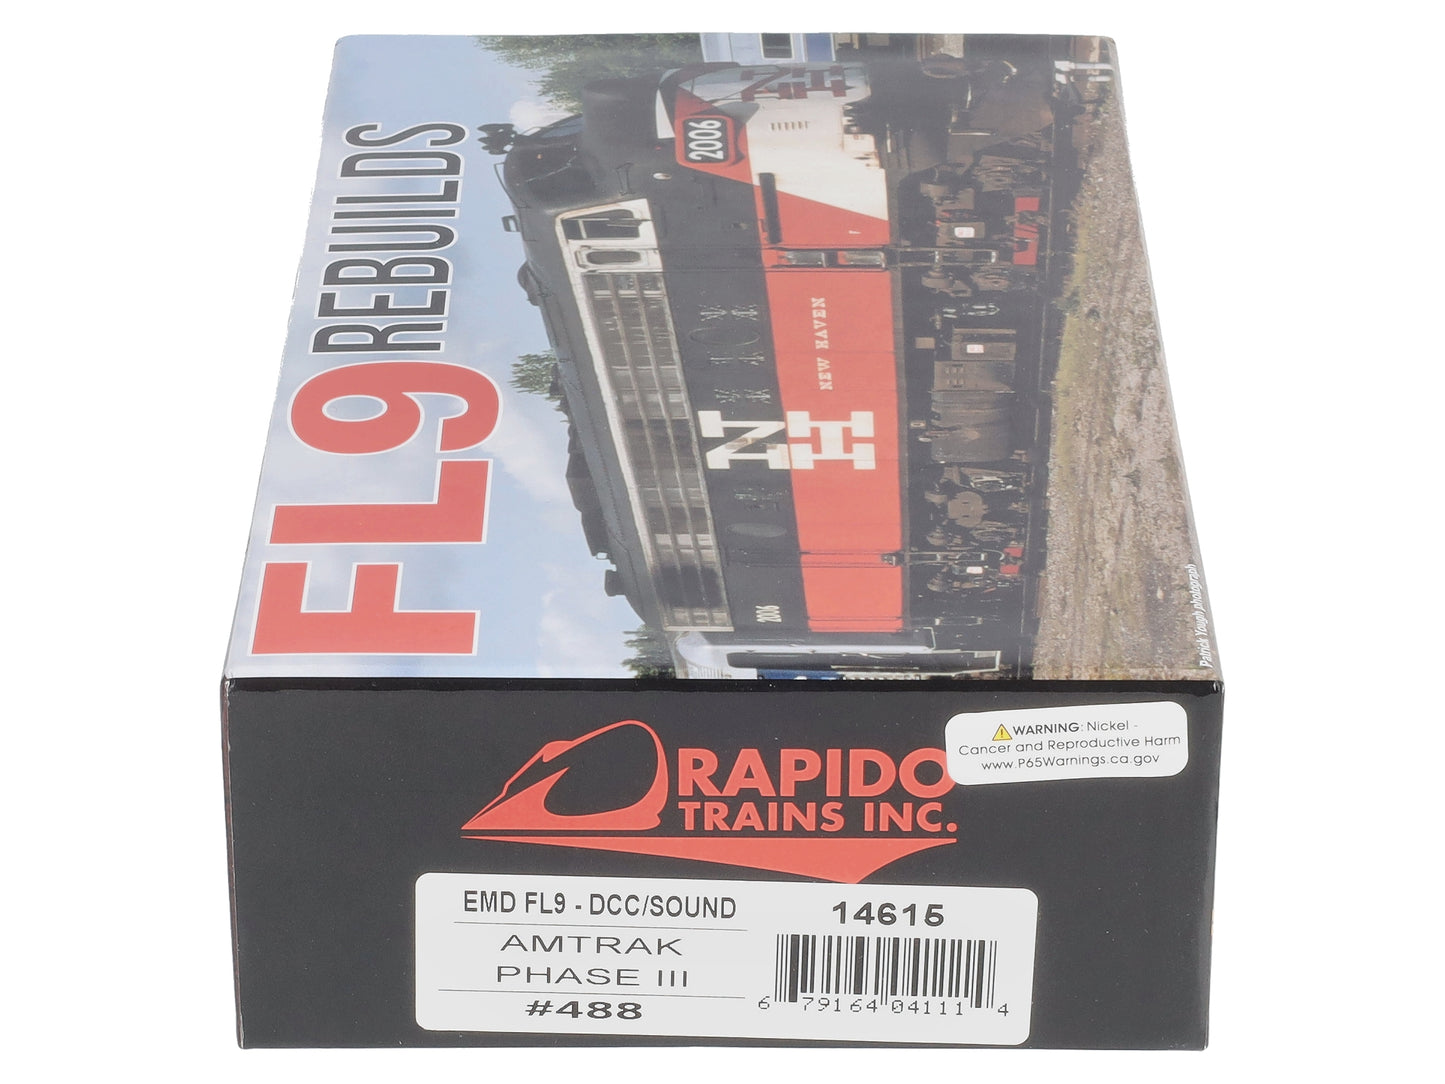 FL9 REBUILDS
2006
NEW HAVEN
NH
2006
Patrick Yough photograph
RAPIDO
TRAINS INC.
WARNING: Nickel -
Cancer and Reproductive Harm
www.P65Warnings.ca.gov
EMD FL9 - DCC/SOUND
AMTRAK
PHASE III
#488
14615
6 79164 04111 4